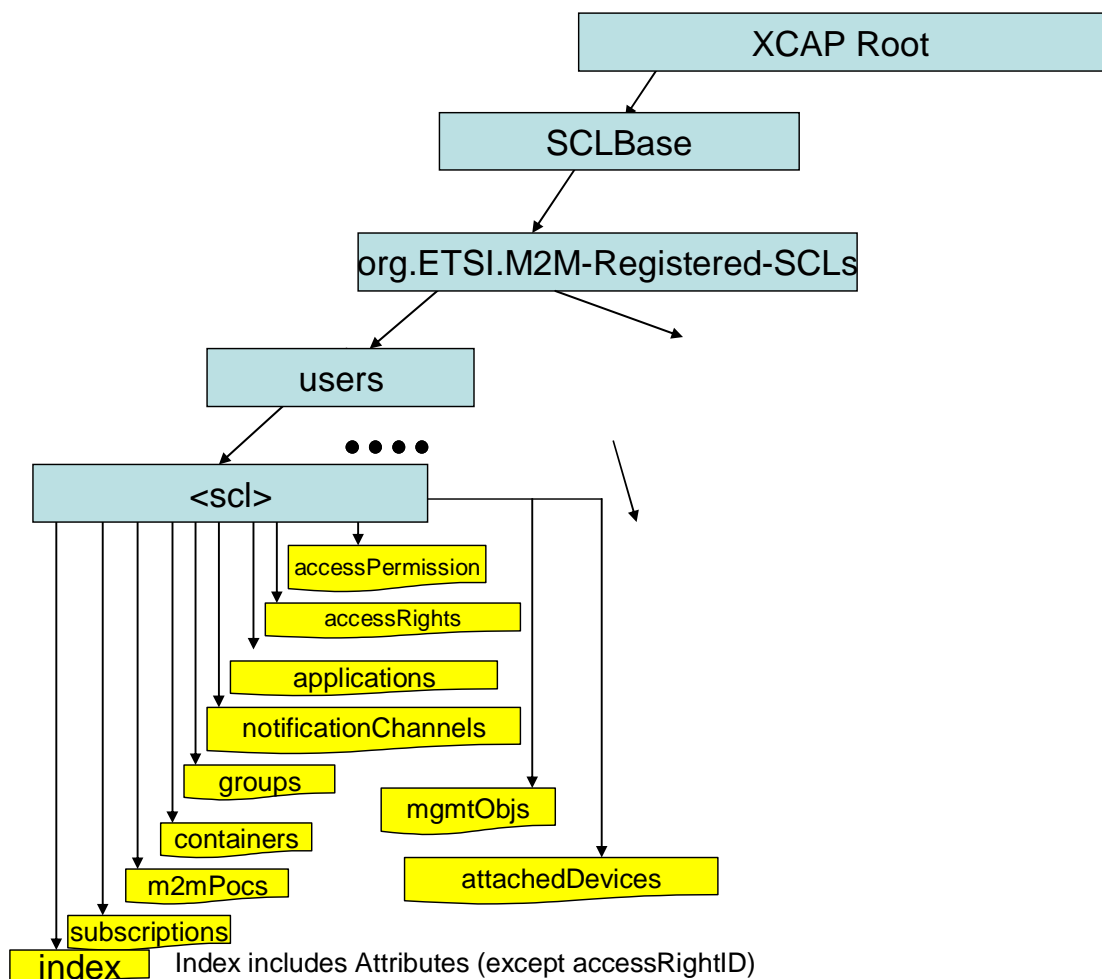 XCAP Root
SCLBase
org.ETSI.M2M-Registered-SCLs
users
<scl>
accessPermission
accessRights
applications
notificationChannels
groups
mgmtObjs
containers
attachedDevices
m2mPocs
subscriptions
index
Index includes Attributes (except accessRightID)